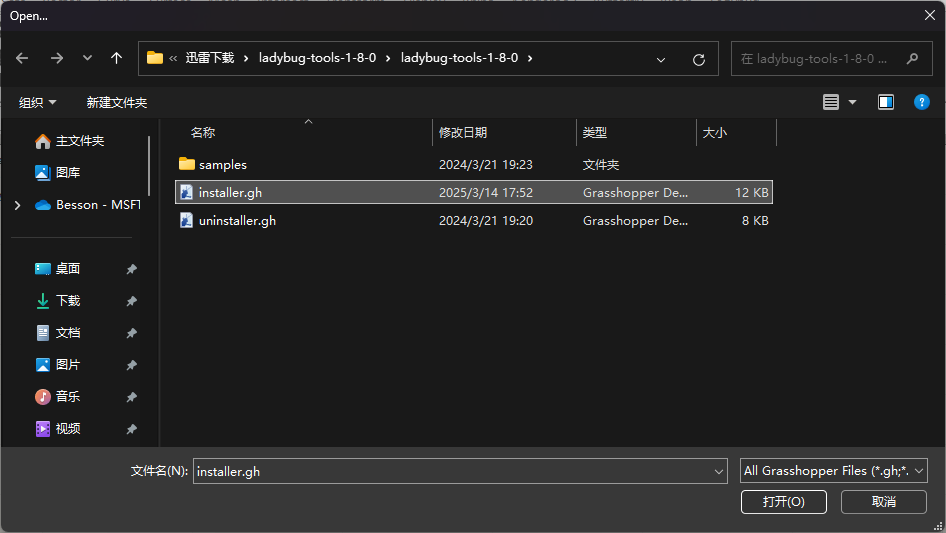 Open...
迅雷下载
ladybug-tools-1-8-0
ladybug-tools-1-8-0
在 ladybug-tools-1-8-0 ...
组织
新建文件夹
主文件夹
图库
Besson - MSFT
桌面
下载
文档
图片
音乐
视频
名称 修改日期 类型 大小
samples 2024/3/21 19:23 文件夹
installer.gh 2025/3/14 17:52 Grasshopper De... 12 KB
uninstaller.gh 2024/3/21 19:20 Grasshopper De... 8 KB
文件名(N): installer.gh
All Grasshopper Files (*.gh;*.
打开(O)
取消